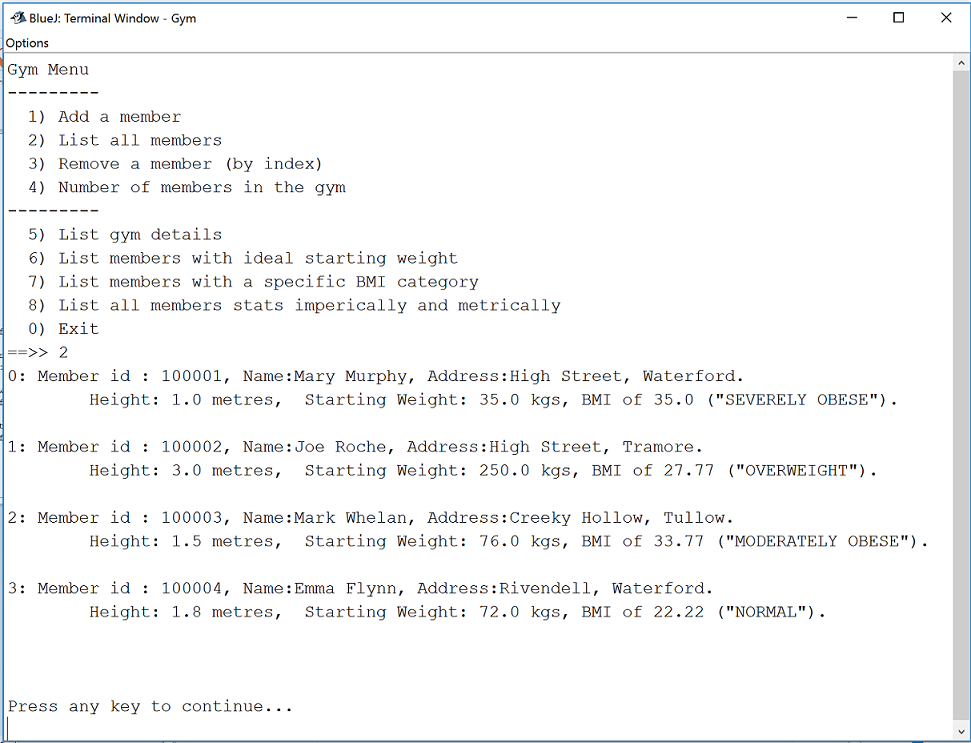 BlueJ: Terminal Window - Gym
Options
Gym Menu
---------
  1) Add a member
  2) List all members
  3) Remove a member (by index)
  4) Number of members in the gym
---------
  5) List gym details
  6) List members with ideal starting weight
  7) List members with a specific BMI category
  8) List all members stats imperically and metrically
  0) Exit
==>> 2
0: Member id : 100001, Name:Mary Murphy, Address:High Street, Waterford.
        Height: 1.0 metres,  Starting Weight: 35.0 kgs, BMI of 35.0 ("SEVERELY OBESE").
1: Member id : 100002, Name:Joe Roche, Address:High Street, Tramore.
        Height: 3.0 metres,  Starting Weight: 250.0 kgs, BMI of 27.77 ("OVERWEIGHT").
2: Member id : 100003, Name:Mark Whelan, Address:Creeky Hollow, Tullow.
        Height: 1.5 metres,  Starting Weight: 76.0 kgs, BMI of 33.77 ("MODERATELY OBESE").
3: Member id : 100004, Name:Emma Flynn, Address:Rivendell, Waterford.
        Height: 1.8 metres,  Starting Weight: 72.0 kgs, BMI of 22.22 ("NORMAL").
Press any key to continue...